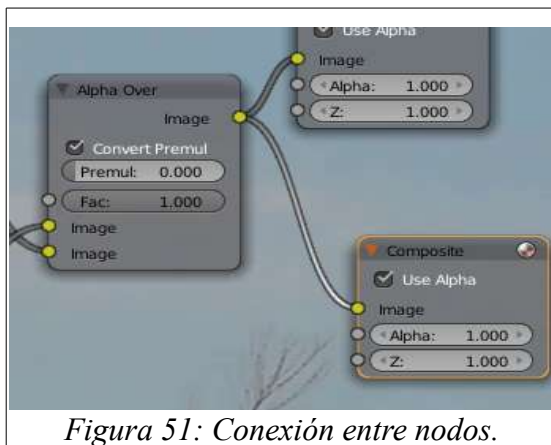 Use Alpha
Image
Alpha: 1.000
Z: 1.000
Alpha Over
Image
Convert Premul
Premul: 0.000
Fac: 1.000
Image
Image
Composite
Use Alpha
Image
Alpha: 1.000
Z: 1.000
Figura 51: Conexión entre nodos.